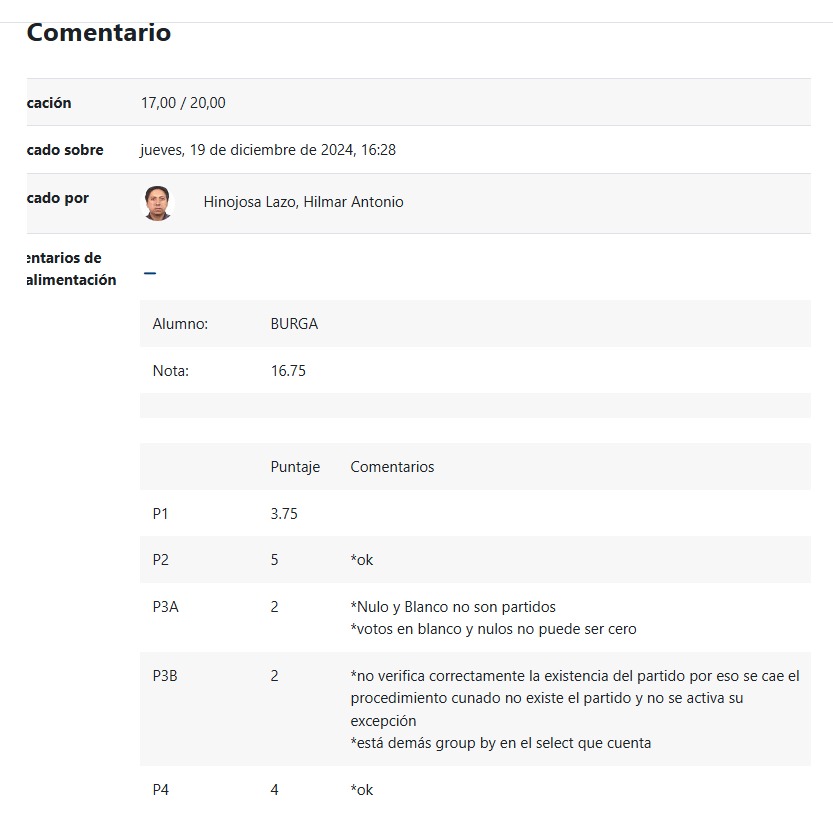 Comentario
cación 17,00 / 20,00
cado sobre jueves, 19 de diciembre de 2024, 16:28
cado por Hinojosa Lazo, Hilmar Antonio
entarios de
alimentación
Alumno: BURGA
Nota: 16.75
Puntaje Comentarios
P1 3.75
P2 5 *ok
P3A 2 *Nulo y Blanco no son partidos
*votos en blanco y nulos no puede ser cero
P3B 2 *no verifica correctamente la existencia del partido por eso se cae el
procedimiento cunado no existe el partido y no se activa su
excepción
*está demás group by en el select que cuenta
P4 4 *ok